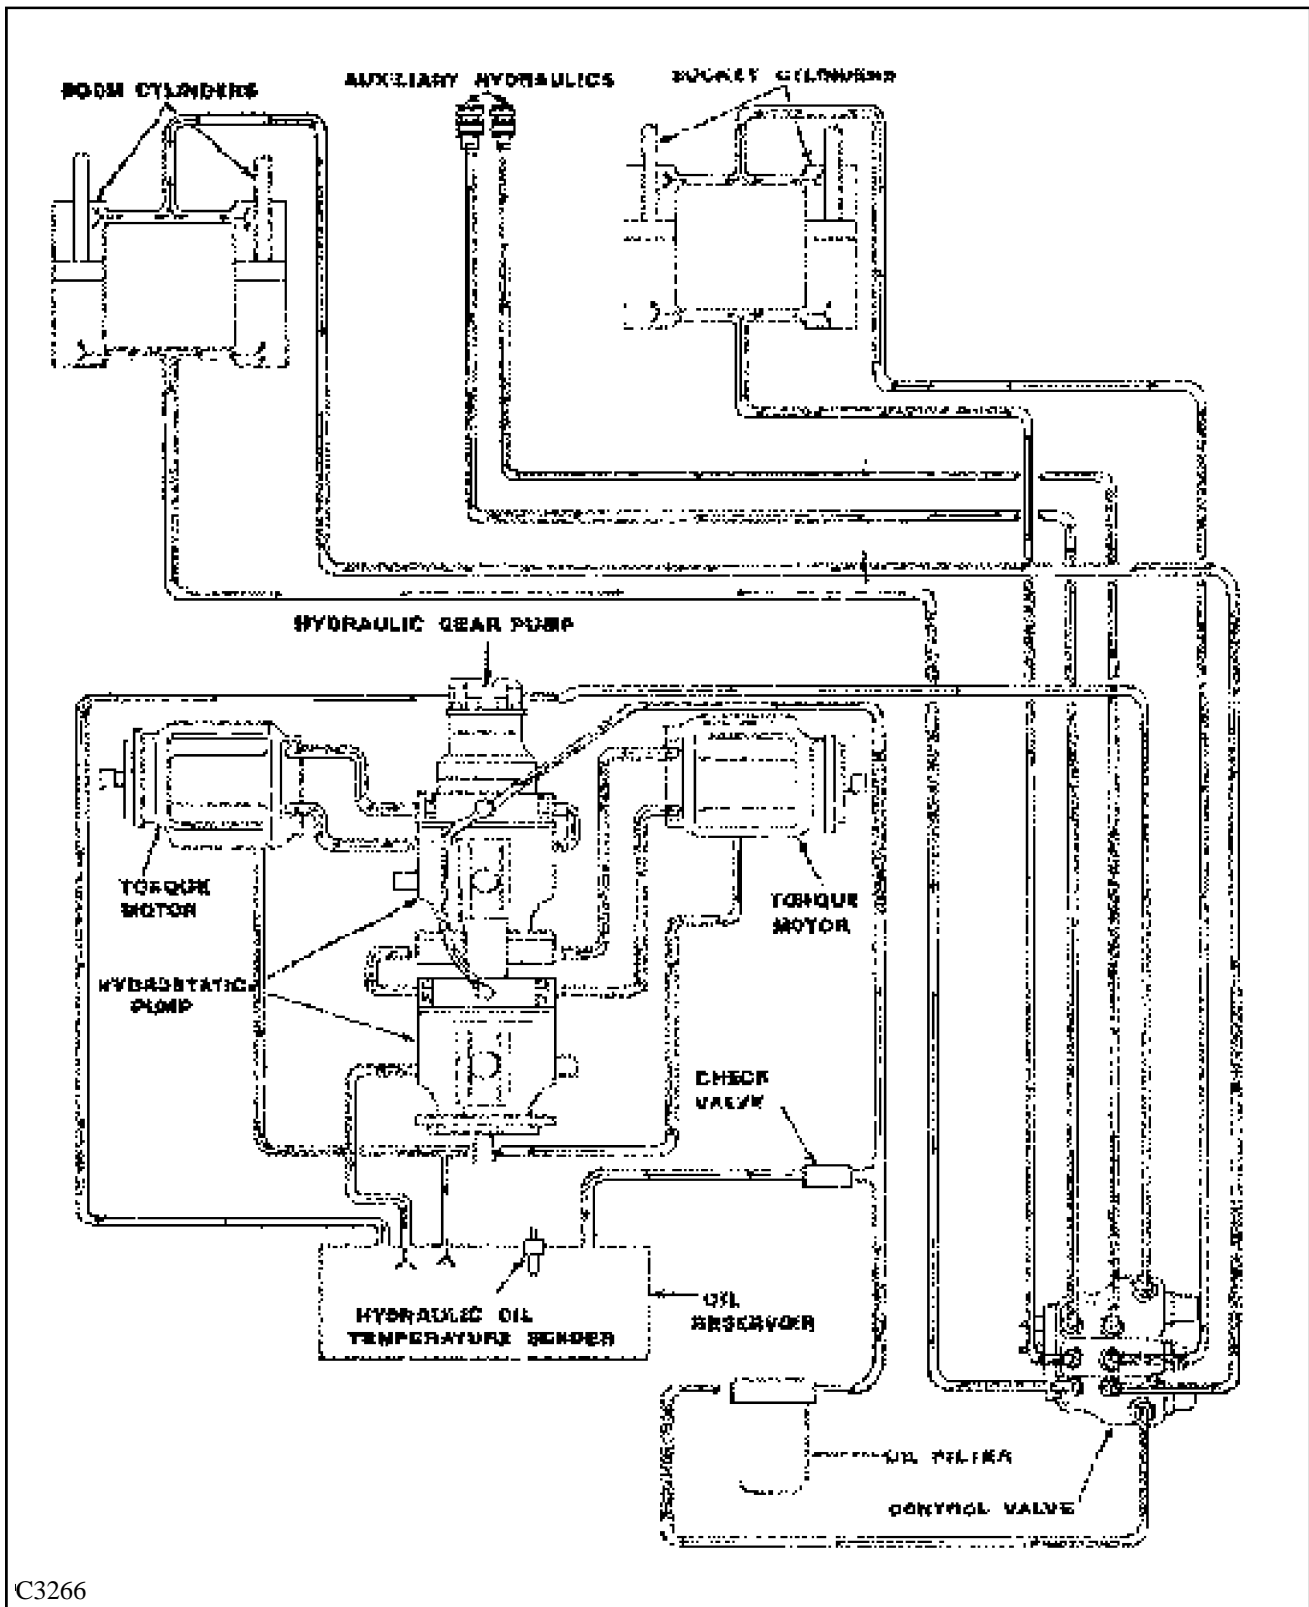 BOOM CYLINDERS
AUXILIARY HYDRAULICS
BUCKET CYLINDERS
HYDRAULIC GEAR PUMP
TORQUE
MOTOR
TORQUE
MOTOR
HYDROSTATIC
PUMP
CHECK
VALVE
HYDRAULIC OIL
TEMPERATURE SENDER
OIL
RESERVOIR
OIL FILTER
CONTROL VALVE
C3266